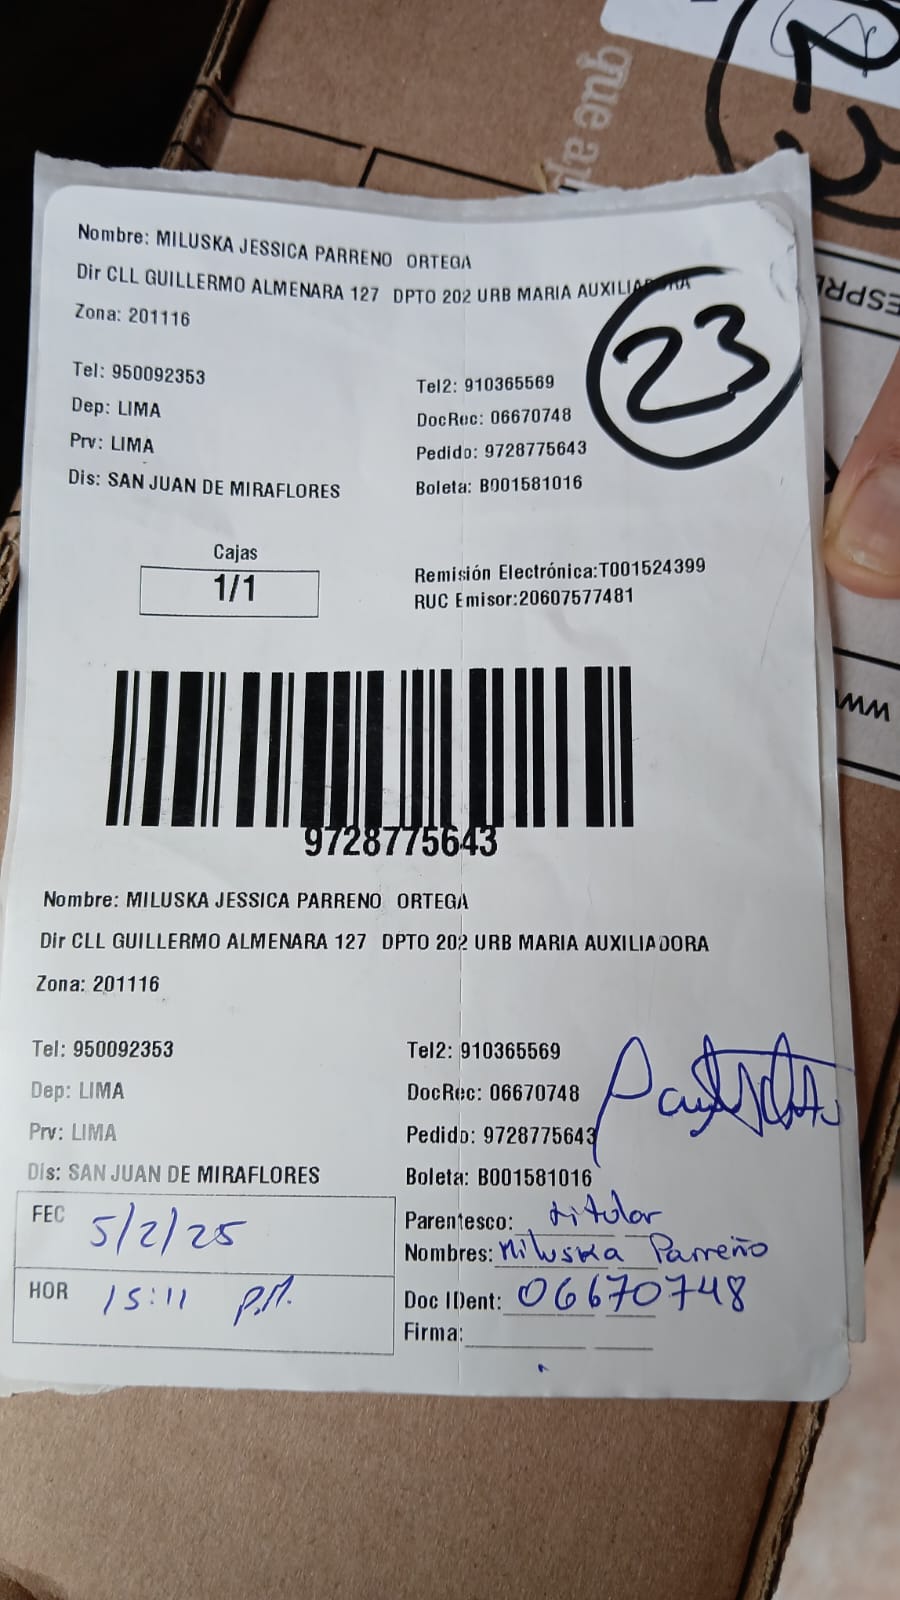 que
23
ESPRE
Nombre: MILUSKA JESSICA PARRENO ORTEGA
Dir CLL GUILLERMO ALMENARA 127 DPTO 202 URB MARIA AUXILIADORA
Zona: 201116
23
Tel: 950092353 Tel2: 910365569
Dep: LIMA DocRec: 06670748
Prv: LIMA Pedido: 9728775643
Dis: SAN JUAN DE MIRAFLORES Boleta: B001581016
Cajas
1/1
Remisión Electrónica:T001524399
RUC Emisor:20607577481
www
9728775643
Nombre: MILUSKA JESSICA PARRENO ORTEGA
Dir CLL GUILLERMO ALMENARA 127 DPTO 202 URB MARIA AUXILIADORA
Zona: 201116
Tel: 950092353 Tel2: 910365569
Dep: LIMA DocRec: 06670748
Prv: LIMA Pedido: 9728775643
Dis: SAN JUAN DE MIRAFLORES Boleta: B001581016
FEC 5/2/25
HOR 15:11 P.M.
Parentesco: titular
Nombres: Miluska Parreño
Doc IDent: 06670748
Firma: